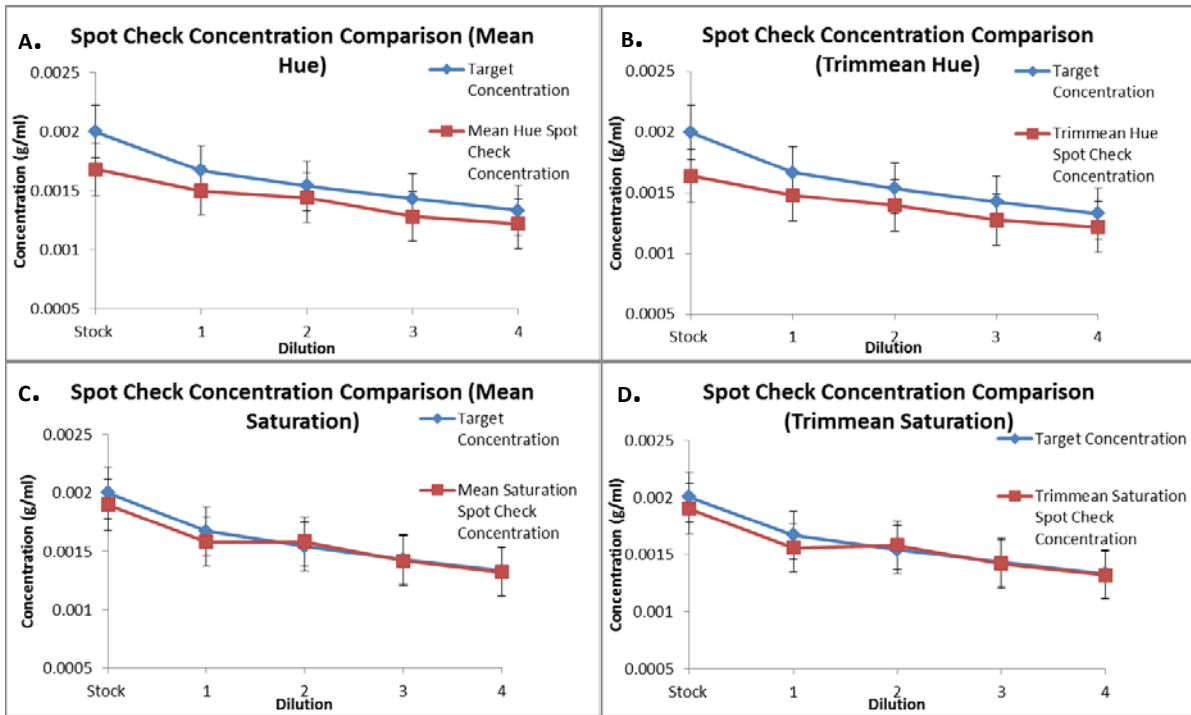 A.
Spot Check Concentration Comparison (Mean
Hue)
Target
Concentration
Mean Hue Spot
Check
Concentration
Concentration (g/ml)
0.0025
0.002
0.0015
0.001
0.0005
Stock
1
2
3
4
Dilution
B.
Spot Check Concentration Comparison
(Trimmean Hue)
Target
Concentration
Trimmean Hue
Spot Check
Concentration
Concentration (g/ml)
0.0025
0.002
0.0015
0.001
0.0005
Stock
1
2
3
4
Dilution
C.
Spot Check Concentration Comparison (Mean
Saturation)
Target
Concentration
Mean Saturation
Spot Check
Concentration
Concentration (g/ml)
0.0025
0.002
0.0015
0.001
0.0005
Stock
1
2
3
4
Dilution
D.
Spot Check Concentration Comparison
(Trimmean Saturation)
Target Concentration
Trimmean Saturation
Spot Check
Concentration
Concentration (g/ml)
0.0025
0.002
0.0015
0.001
0.0005
Stock
1
2
3
4
Dilution